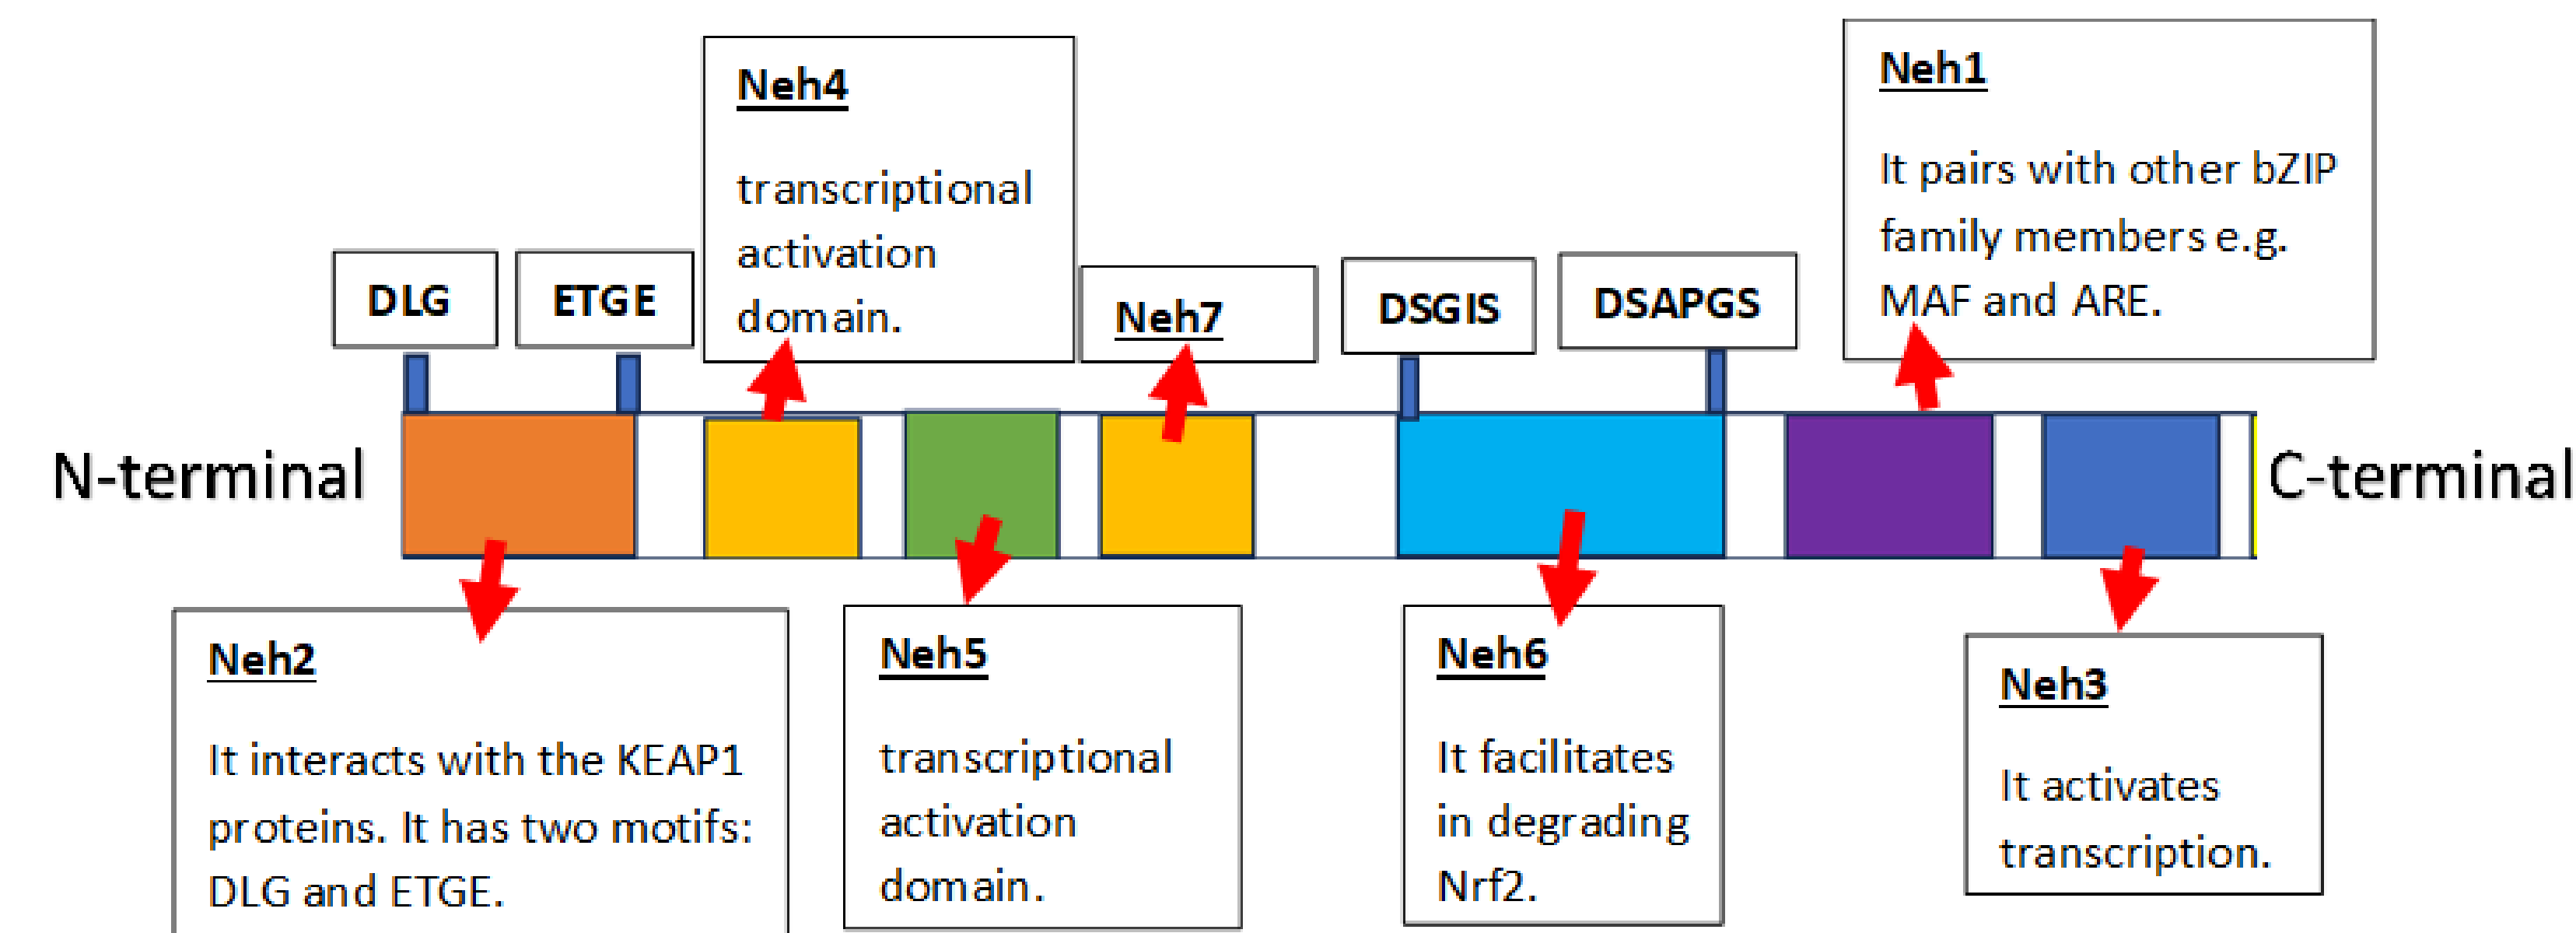 Neh4
transcriptional
activation
domain.
Neh1
It pairs with other bZIP
family members e.g.
MAF and ARE.
DLG
ETGE
Neh7
DSGIS
DSAPGS
N-terminal
C-terminal
Neh2
It interacts with the KEAP1
proteins. It has two motifs:
DLG and ETGE.
Neh5
transcriptional
activation
domain.
Neh6
It facilitates
in degrading
Nrf2.
Neh3
It activates
transcription.